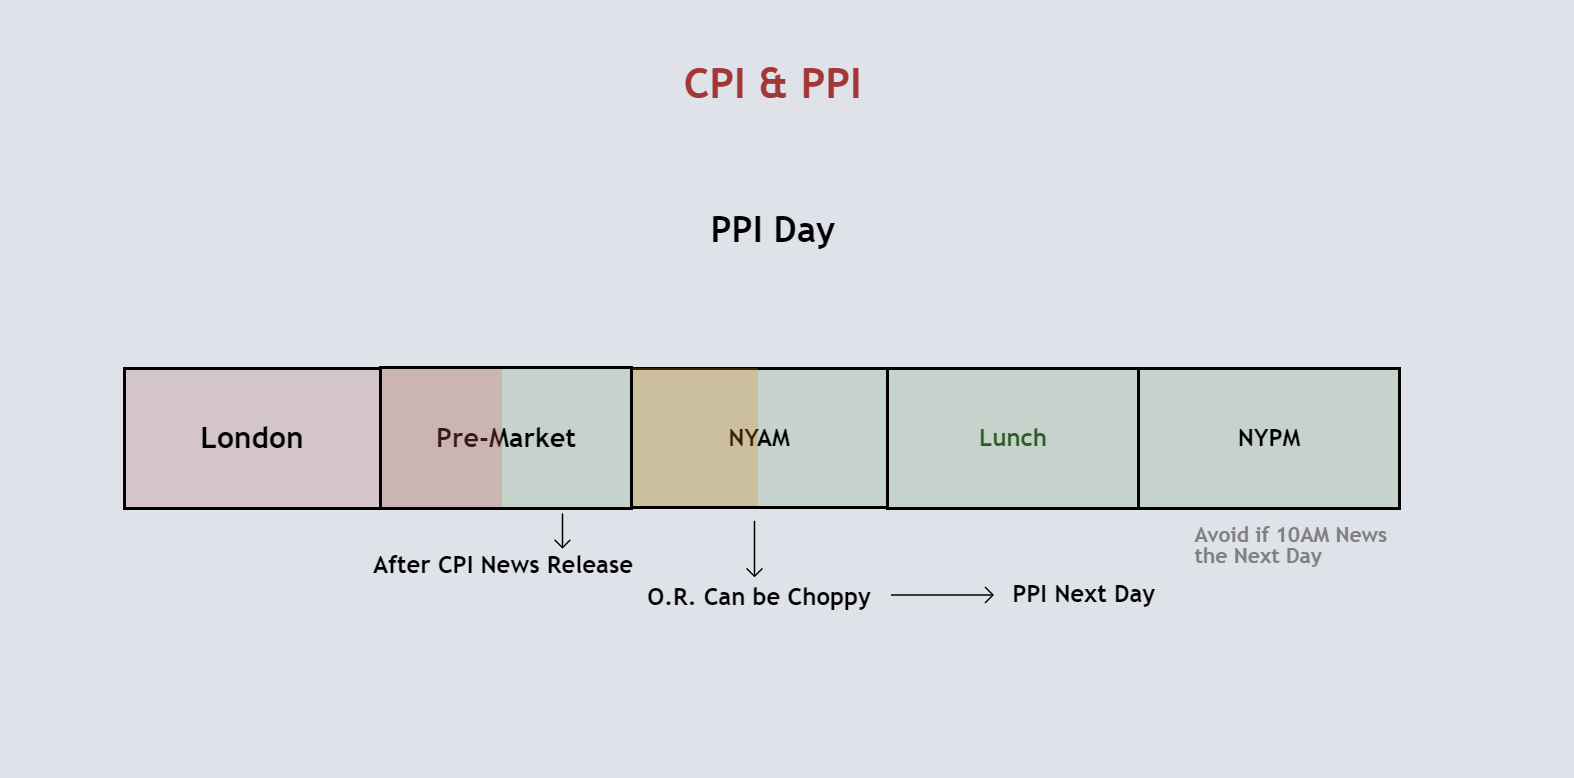 CPI & PPI
PPI Day
London
Pre-Market
NYAM
Lunch
NYPM
After CPI News Release
O.R. Can be Choppy
PPI Next Day
Avoid if 10AM News
the Next Day